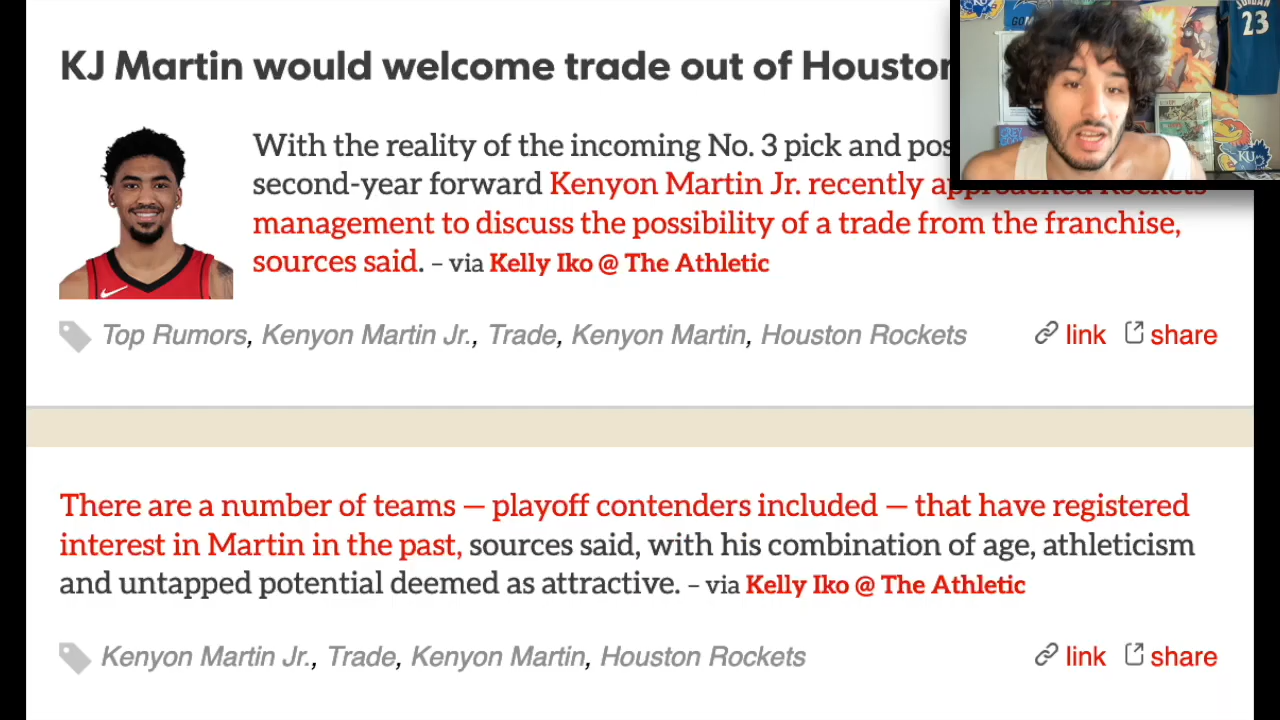 KJ Martin would welcome trade out of Houston
JORDAN
23
With the reality of the incoming No. 3 pick and
second-year forward Kenyon Martin Jr. recently approached Rockets
management to discuss the possibility of a trade from the franchise,
sources said. – via Kelly Iko @ The Athletic
KU
Top Rumors, Kenyon Martin Jr., Trade, Kenyon Martin, Houston Rockets link share
There are a number of teams — playoff contenders included — that have registered
interest in Martin in the past, sources said, with his combination of age, athleticism
and untapped potential deemed as attractive. – via Kelly Iko @ The Athletic
Kenyon Martin Jr., Trade, Kenyon Martin, Houston Rockets link share